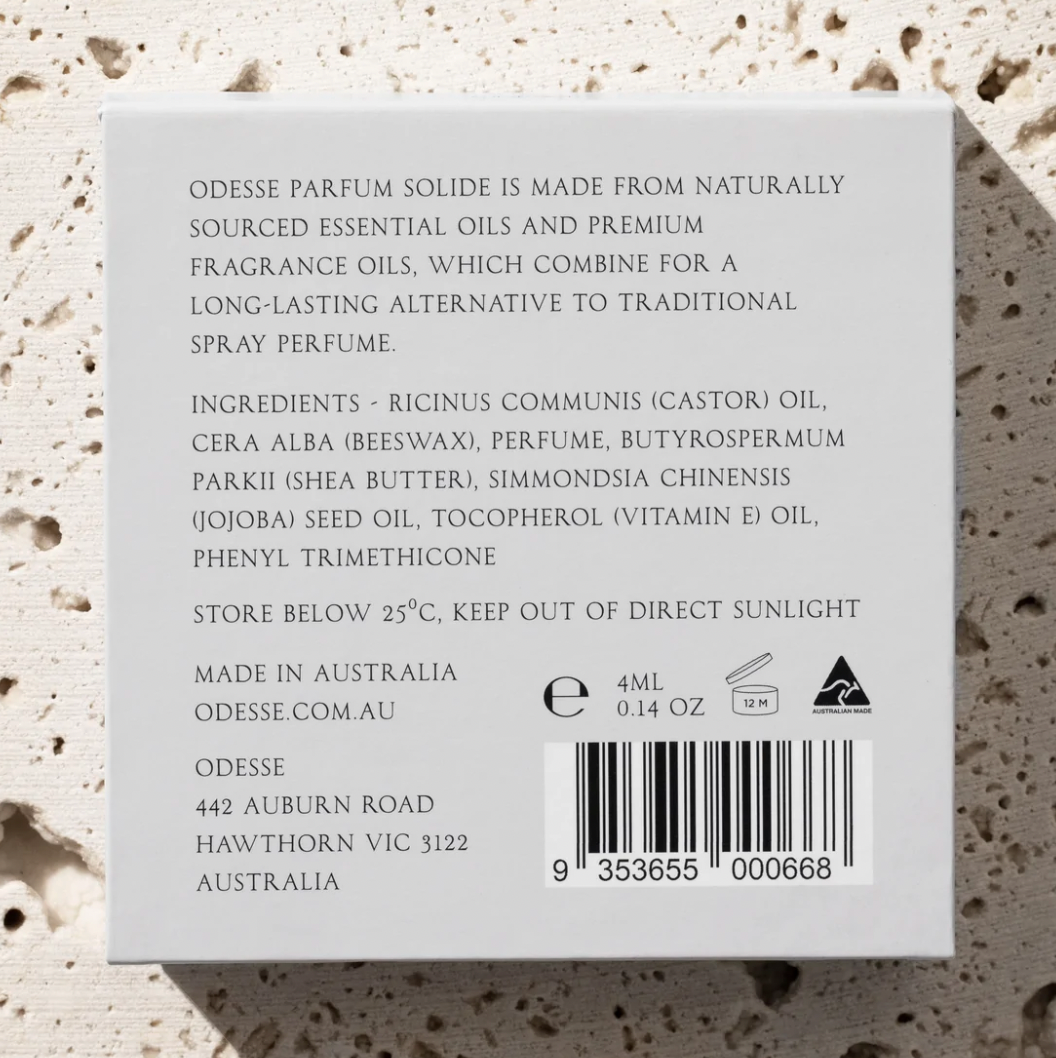 ODESSE PARFUM SOLIDE IS MADE FROM NATURALLY
SOURCED ESSENTIAL OILS AND PREMIUM
FRAGRANCE OILS, WHICH COMBINE FOR A
LONG-LASTING ALTERNATIVE TO TRADITIONAL
SPRAY PERFUME.
INGREDIENTS - RICINUS COMMUNIS (CASTOR) OIL,
CERA ALBA (BEESWAX), PERFUME, BUTYROSPERMUM
PARKII (SHEA BUTTER), SIMMONDSIA CHINENSIS
(JOJOBA) SEED OIL, TOCOPHEROL (VITAMIN E) OIL,
PHENYL TRIMETHICONE
STORE BELOW 25⁰C, KEEP OUT OF DIRECT SUNLIGHT
MADE IN AUSTRALIA
ODESSE.COM.AU
ODESSE
442 AUBURN ROAD
HAWTHORN VIC 3122
AUSTRALIA
℮
4ML
0.14 OZ
12 M
AUSTRALIAN MADE
9 353655 000668